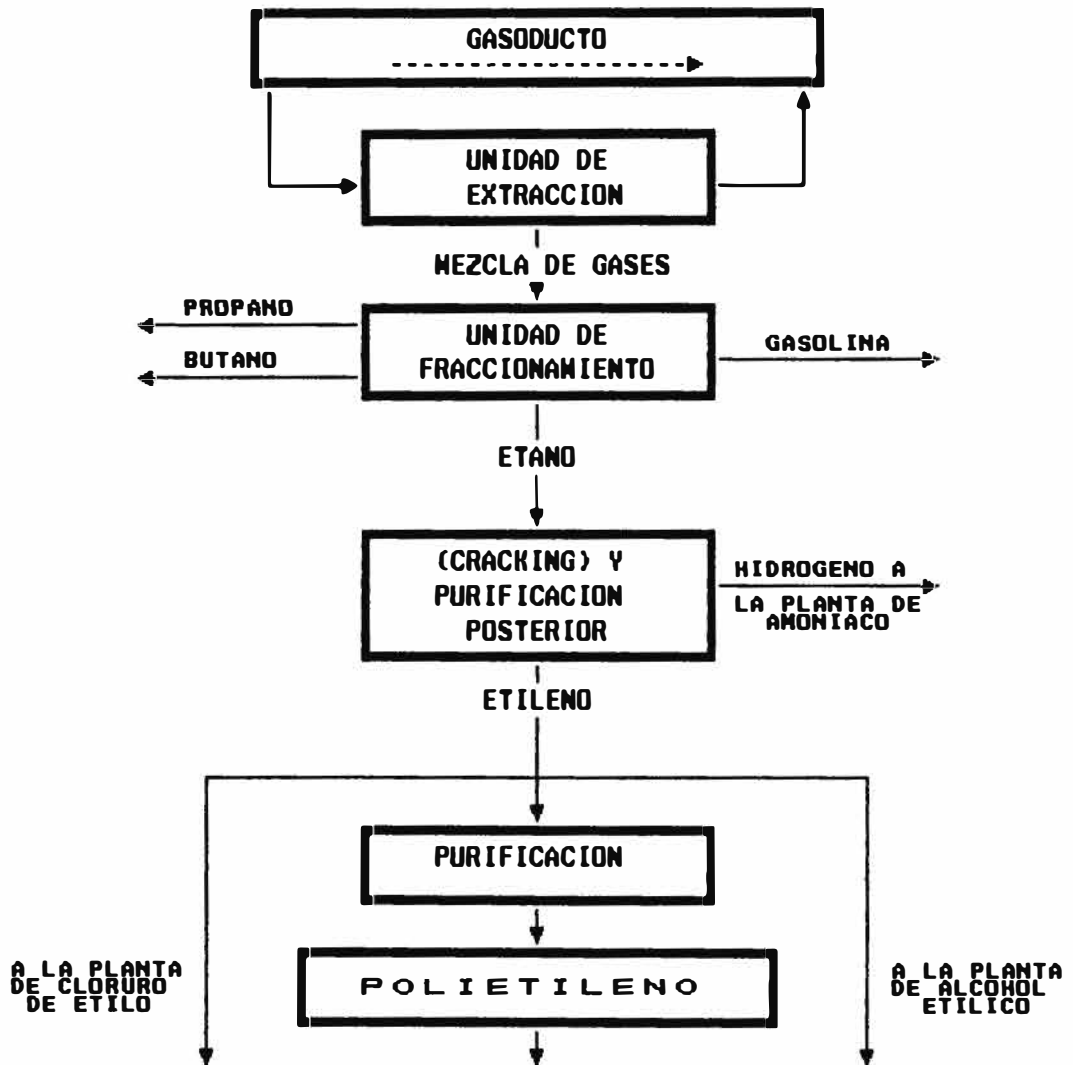 GASODUCTO
UNIDAD DE
EXTRACCION
MEZCLA DE GASES
PROPANO
BUTANO
UNIDAD DE
FRACCIONAMIENTO
GASOLINA
ETANO
(CRACKING) Y
PURIFICACION
POSTERIOR
HIDROGENO A
LA PLANTA DE
AMONIACO
ETILENO
PURIFICACION
POLIETILENO
A LA PLANTA
DE CLORURO
DE ETILO
A LA PLANTA
DE ALCOHOL
ETILICO